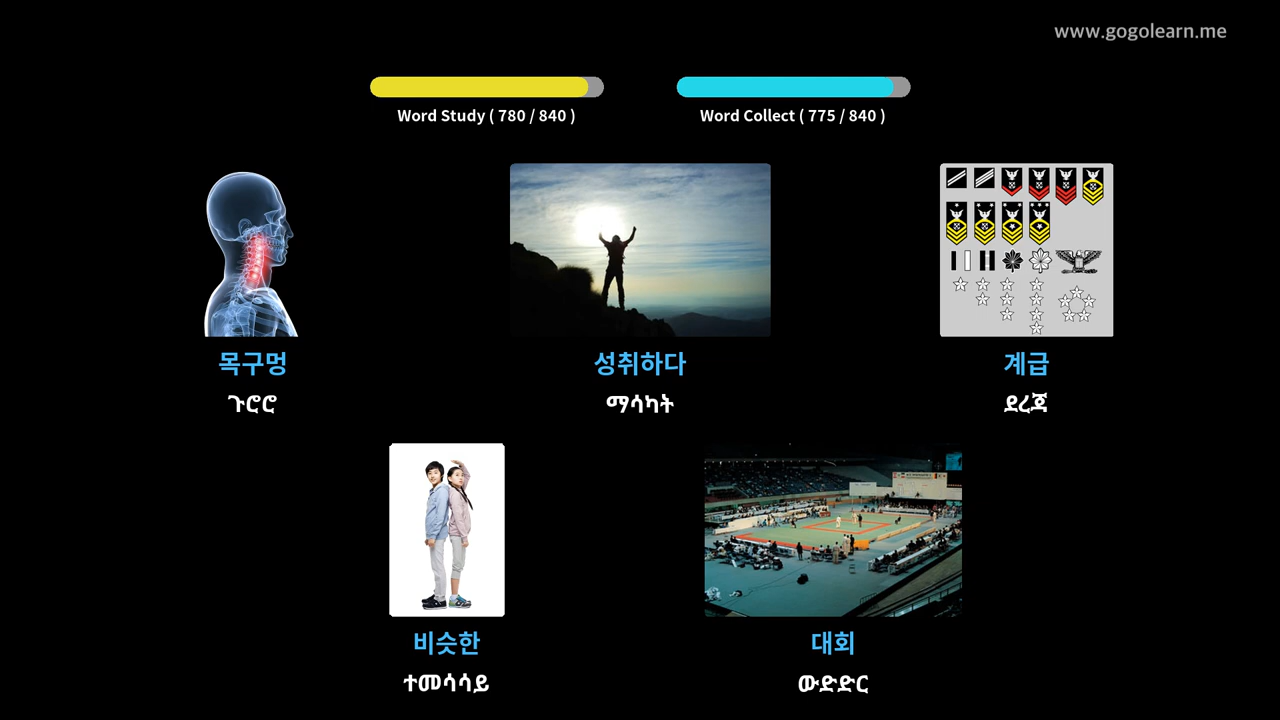 www.gogolearn.me
Word Study ( 780 / 840 )
Word Collect ( 775 / 840 )
목구멍
ጉሮሮ
성취하다
ማሳካት
계급
ደረጃ
비슷한
ተመሳሳይ
대회
ውድድር